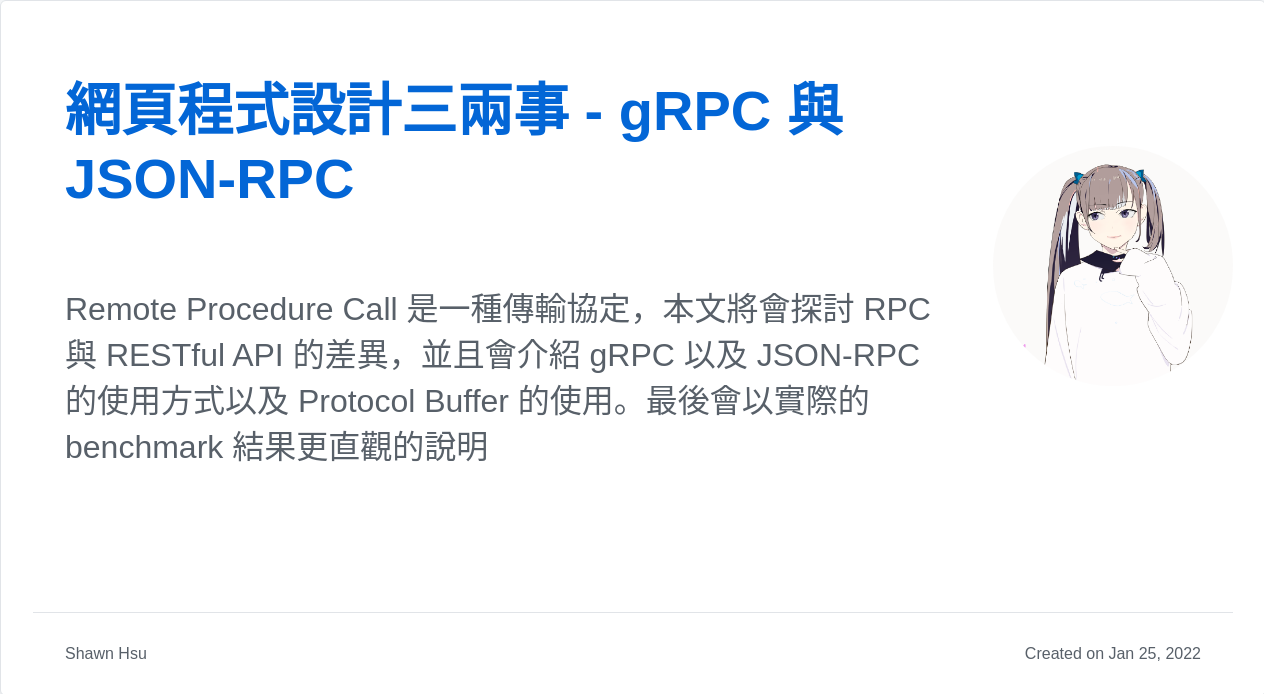 網頁程式設計三兩事 - gRPC 與
JSON-RPC
Remote Procedure Call 是一種傳輸協定，本文將會探討 RPC
與 RESTful API 的差異，並且會介紹 gRPC 以及 JSON-RPC
的使用方式以及 Protocol Buffer 的使用。最後會以實際的
benchmark 結果更直觀的說明
Shawn Hsu
Created on Jan 25, 2022